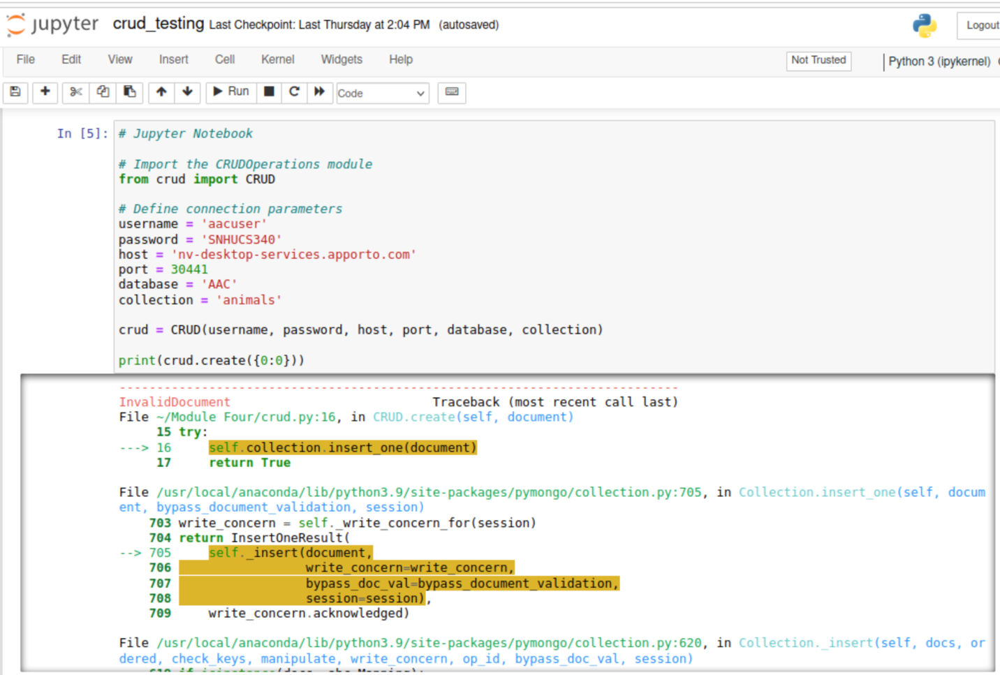 jupyter crud_testing Last Checkpoint: Last Thursday at 2:04 PM (autosaved) Logout
File Edit View Insert Cell Kernel Widgets Help Not Trusted Python 3 (ipykernel)
Run Code
In [5]: # Jupyter Notebook
# Import the CRUDOperations module
from crud import CRUD
# Define connection parameters
username = 'aacuser'
password = 'SNHUCS340'
host = 'nv-desktop-services.apporto.com'
port = 30441
database = 'AAC'
collection = 'animals'
crud = CRUD(username, password, host, port, database, collection)
print(crud.create({0:0}))
---------------------------------------------------------------------------
InvalidDocument                           Traceback (most recent call last)
File ~/Module Four/crud.py:16, in CRUD.create(self, document)
     15 try:
---> 16     self.collection.insert_one(document)
     17     return True
File /usr/local/anaconda/lib/python3.9/site-packages/pymongo/collection.py:705, in Collection.insert_one(self, docum
ent, bypass_document_validation, session)
    703 write_concern = self._write_concern_for(session)
    704 return InsertOneResult(
--> 705     self._insert(document,
    706                  write_concern=write_concern,
    707                  bypass_doc_val=bypass_document_validation,
    708                  session=session),
    709     write_concern.acknowledged)
File /usr/local/anaconda/lib/python3.9/site-packages/pymongo/collection.py:620, in Collection._insert(self, docs, or
dered, check_keys, manipulate, write_concern, op_id, bypass_doc_val, session)